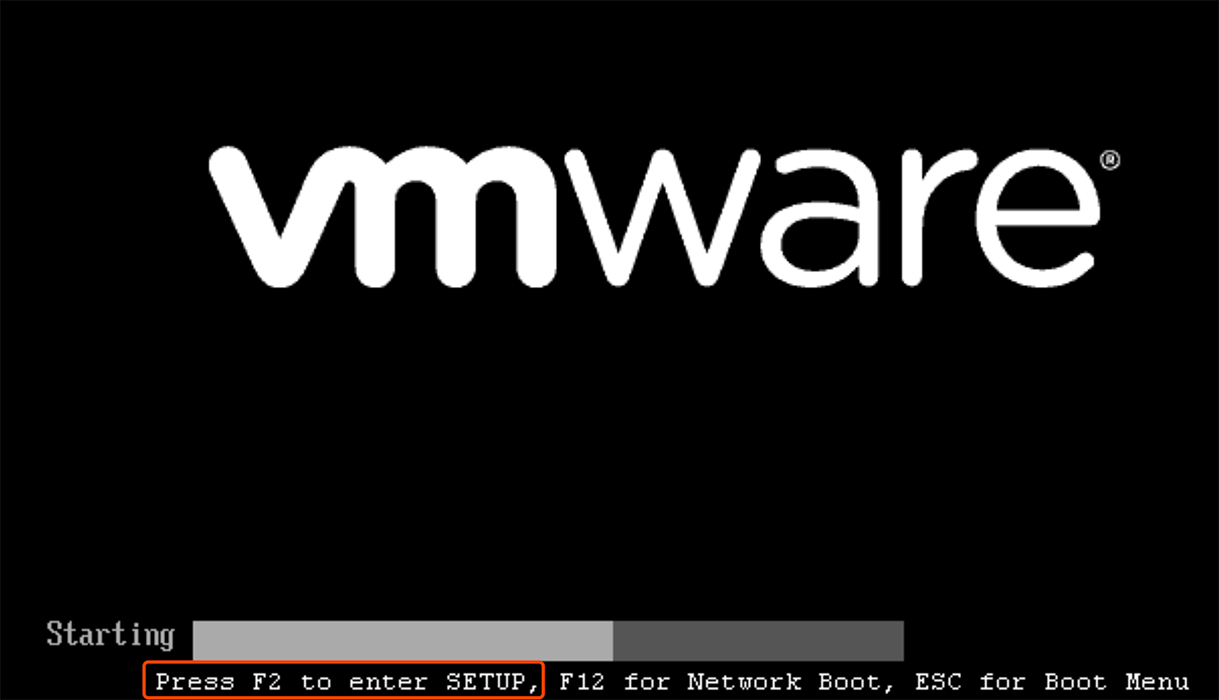 vmware®
Starting
Press F2 to enter SETUP, F12 for Network Boot, ESC for Boot Menu